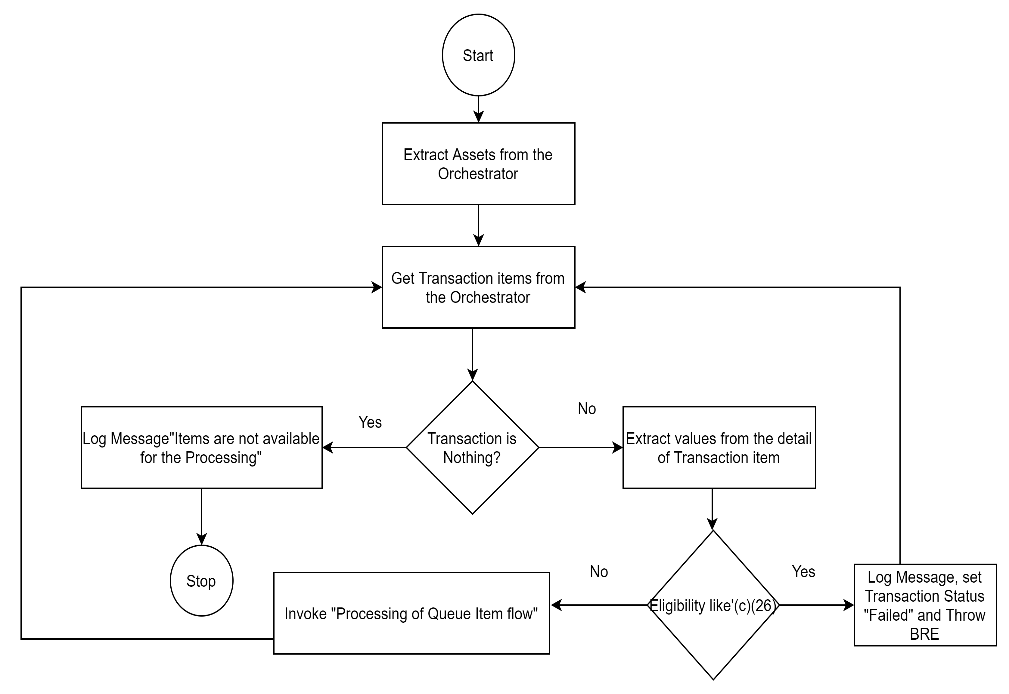 Start
Extract Assets from the
Orchestrator
Get Transaction items from
the Orchestrator
Yes
No
Log Message"Items are not available
for the Processing"
Transaction is
Nothing?
Extract values from the detail
of Transaction item
Stop
No
Yes
Invoke "Processing of Queue Item flow"
Eligibility like'(c)(26)
Log Message, set
Transaction Status
"Failed" and Throw
BRE